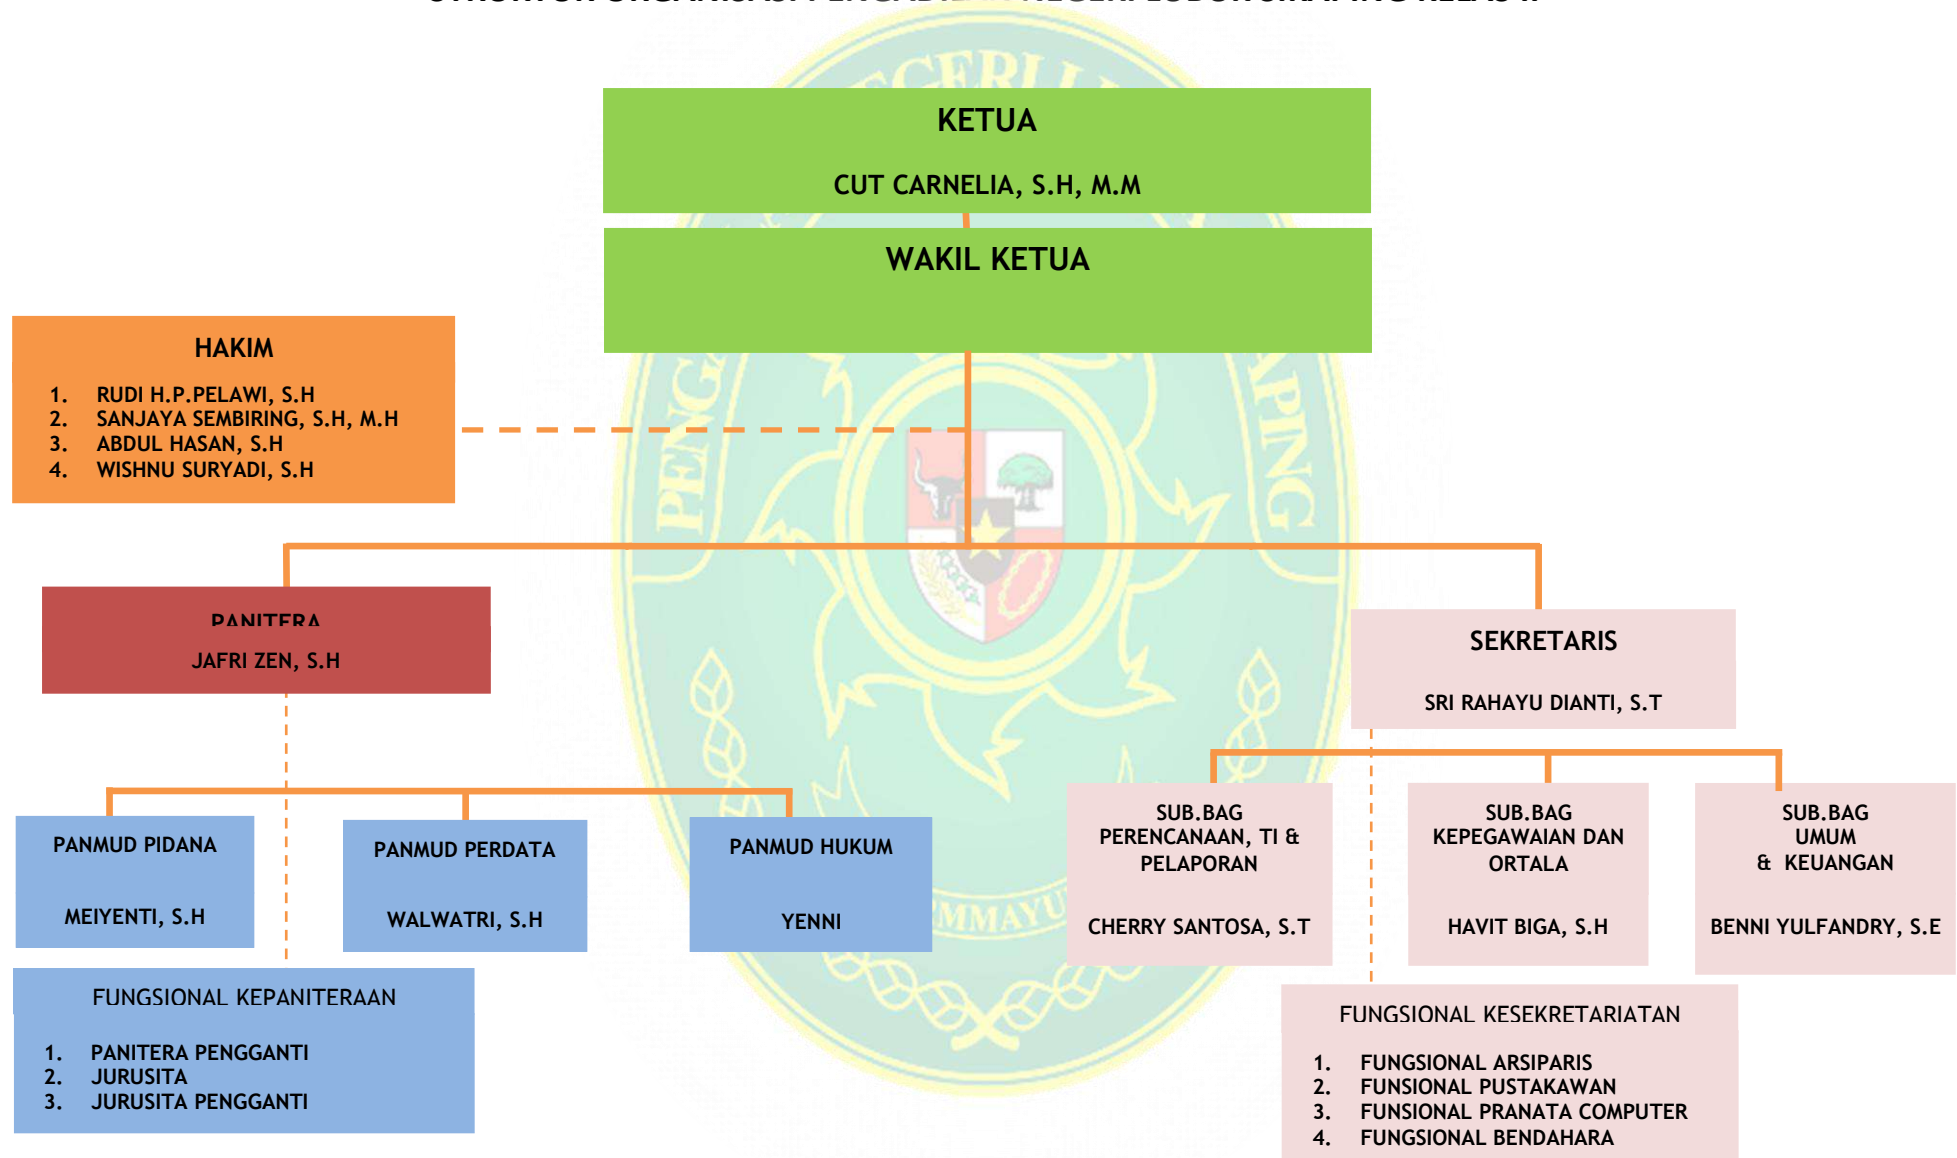 KETUA
CUT CARNELIA, S.H, M.M
WAKIL KETUA
HAKIM
1. RUDI H.P.PELAWI, S.H
2. SANJAYA SEMBIRING, S.H, M.H
3. ABDUL HASAN, S.H
4. WISHNU SURYADI, S.H
PANITERA
JAFRI ZEN, S.H
SEKRETARIS
SRI RAHAYU DIANTI, S.T
PANMUD PIDANA
MEIYENTI, S.H
PANMUD PERDATA
WALWATRI, S.H
PANMUD HUKUM
YENNI
SUB.BAG
PERENCANAAN, TI &
PELAPORAN
CHERRY SANTOSA, S.T
SUB.BAG
KEPEGAWAIAN DAN
ORTALA
HAVIT BIGA, S.H
SUB.BAG
UMUM
& KEUANGAN
BENNI YULFANDRY, S.E
FUNGSIONAL KEPANITERAAN
1. PANITERA PENGGANTI
2. JURUSITA
3. JURUSITA PENGGANTI
FUNGSIONAL KESEKRETARIATAN
1. FUNGSIONAL ARSIPARIS
2. FUNSIONAL PUSTAKAWAN
3. FUNSIONAL PRANATA COMPUTER
4. FUNGSIONAL BENDAHARA